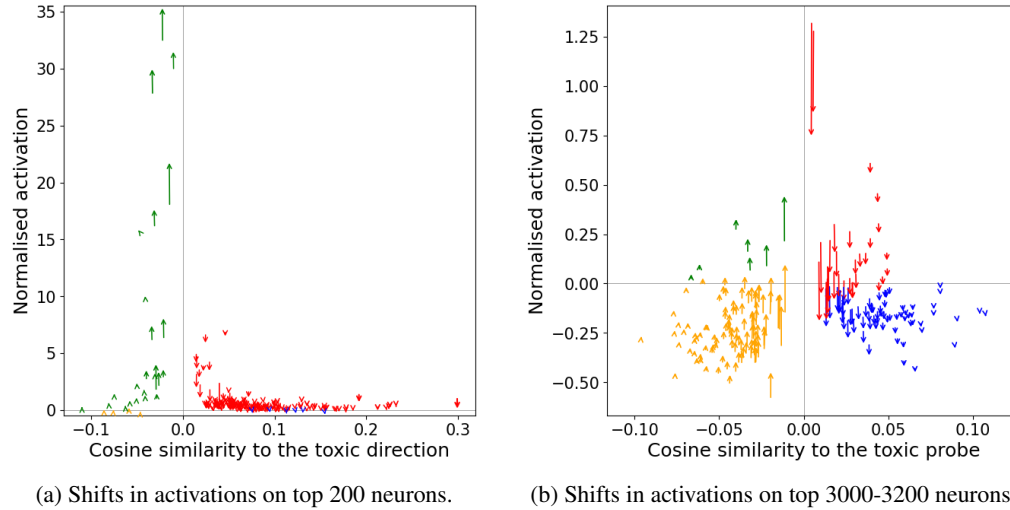 35
30
25
20
15
10
5
0
Normalised activation
−0.1 0.0 0.1 0.2 0.3
Cosine similarity to the toxic direction
(a) Shifts in activations on top 200 neurons.
1.25
1.00
0.75
0.50
0.25
0.00
−0.25
−0.50
Normalised activation
−0.10 −0.05 0.00 0.05 0.10
Cosine similarity to the toxic probe
(b) Shifts in activations on top 3000-3200 neurons